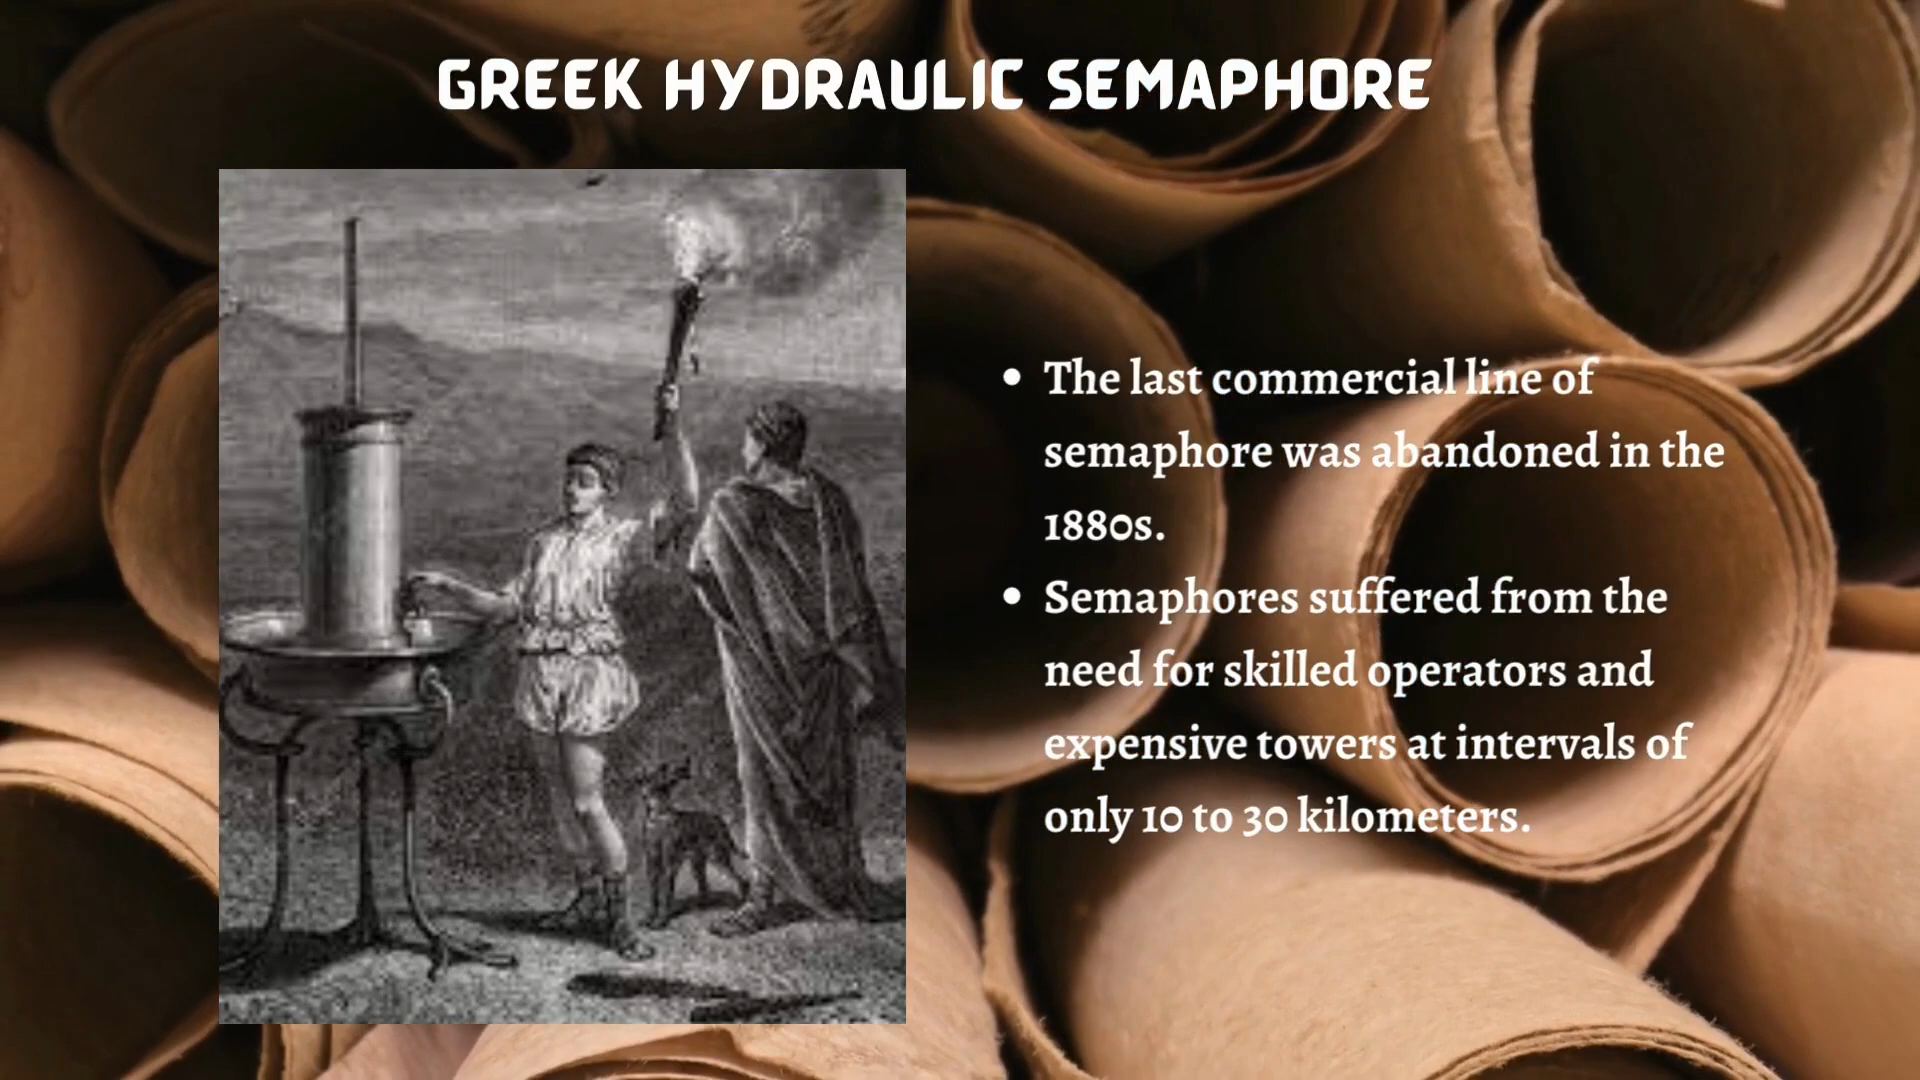 GREEK HYDRAULIC SEMAPHORE
• The last commercial line of
semaphore was abandoned in the
1880s.
• Semaphores suffered from the
need for skilled operators and
expensive towers at intervals of
only 10 to 30 kilometers.